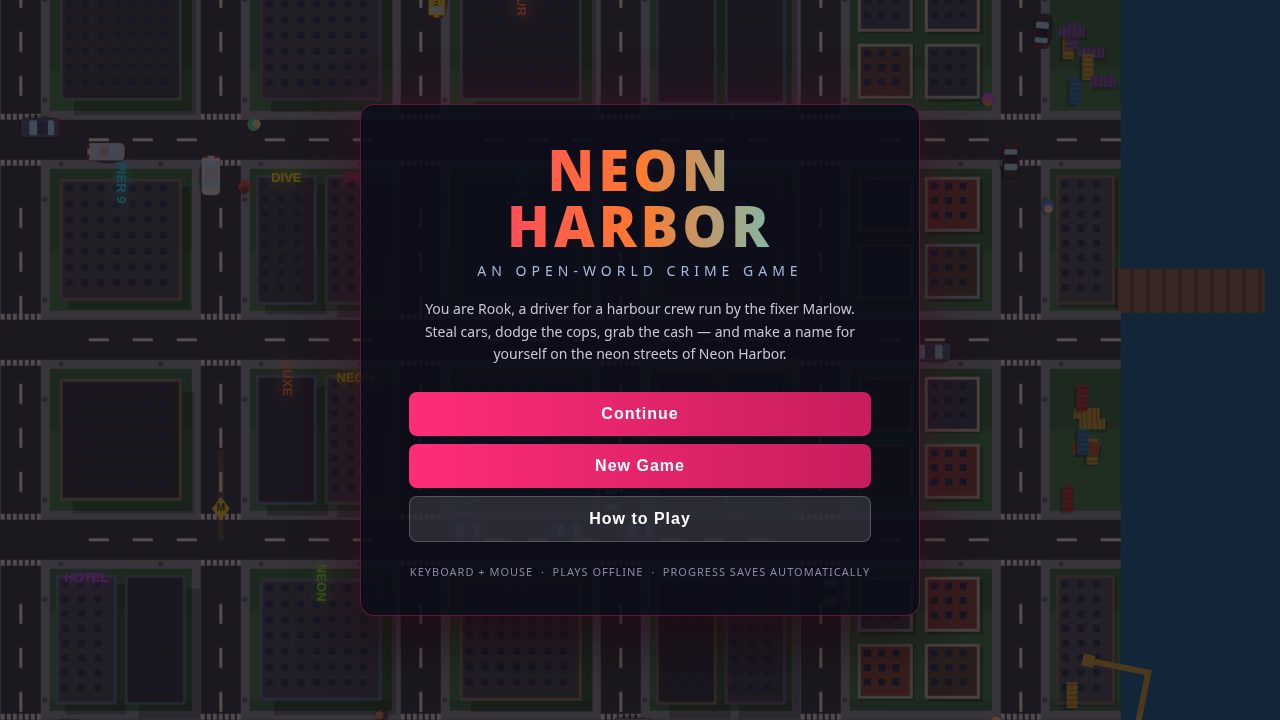 DIVE
PIER 9
NEON
HARBOR
AN OPEN-WORLD CRIME GAME
You are Rook, a driver for a harbour crew run by the fixer Marlow.
Steal cars, dodge the cops, grab the cash — and make a name for
yourself on the neon streets of Neon Harbor.
Continue
New Game
M
How to Play
KEYBOARD + MOUSE · PLAYS OFFLINE · PROGRESS SAVES AUTOMATICALLY
HOTEL
NEON